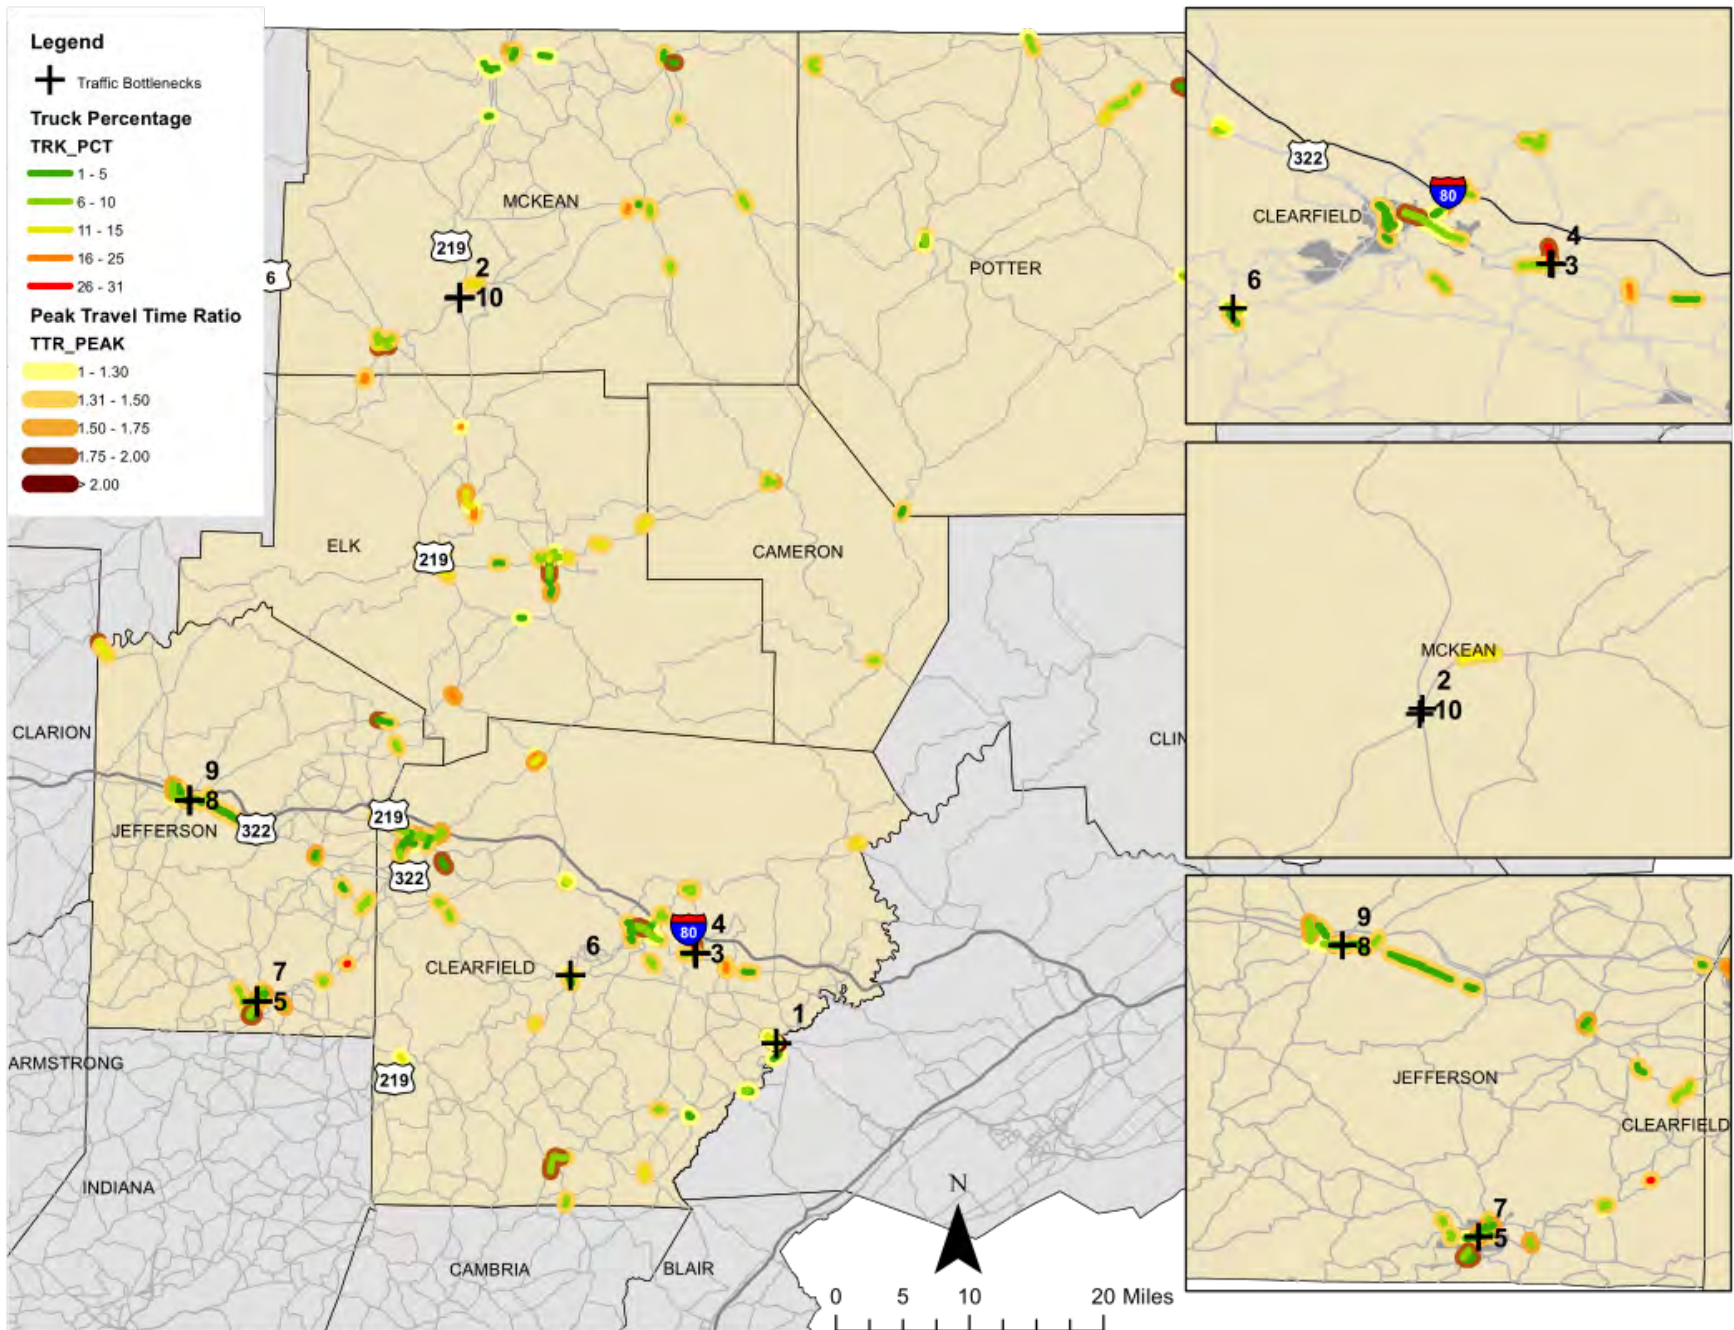 Legend
Traffic Bottlenecks
Truck Percentage
TRK_PCT
1 - 5
6 - 10
11 - 15
16 - 25
26 - 31
Peak Travel Time Ratio
TTR_PEAK
1 - 1.30
1.31 - 1.50
1.50 - 1.75
1.75 - 2.00
> 2.00
MCKEAN
219
6
2
10
POTTER
ELK
219
CAMERON
CLARION
9
8
JEFFERSON
322
219
322
CLIN
CLEARFIELD
6
80
4
3
7
5
1
ARMSTRONG
219
INDIANA
CAMBRIA
BLAIR
N
0 5 10 20 Miles
322
80
CLEARFIELD
4
3
6
MCKEAN
2
10
9
8
JEFFERSON
CLEARFIELD
7
5